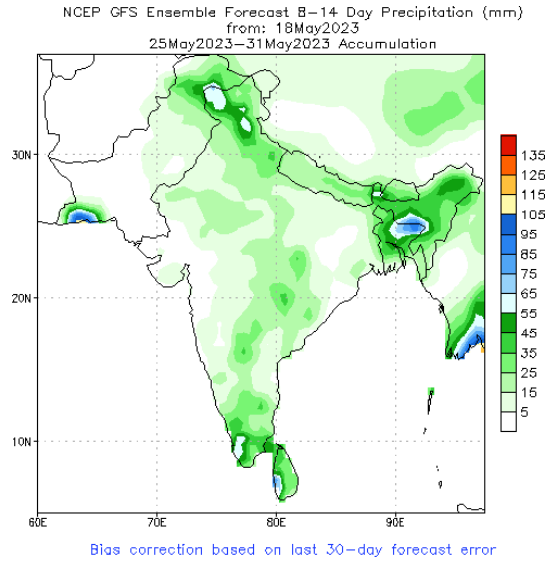 NCEP GFS Ensemble Forecast 8-14 Day Precipitation (mm)
from: 18May2023
25May2023-31May2023 Accumulation
30N
20N
10N
60E
70E
80E
90E
135
125
115
105
95
85
75
65
55
45
35
25
15
5
Bias correction based on last 30-day forecast error